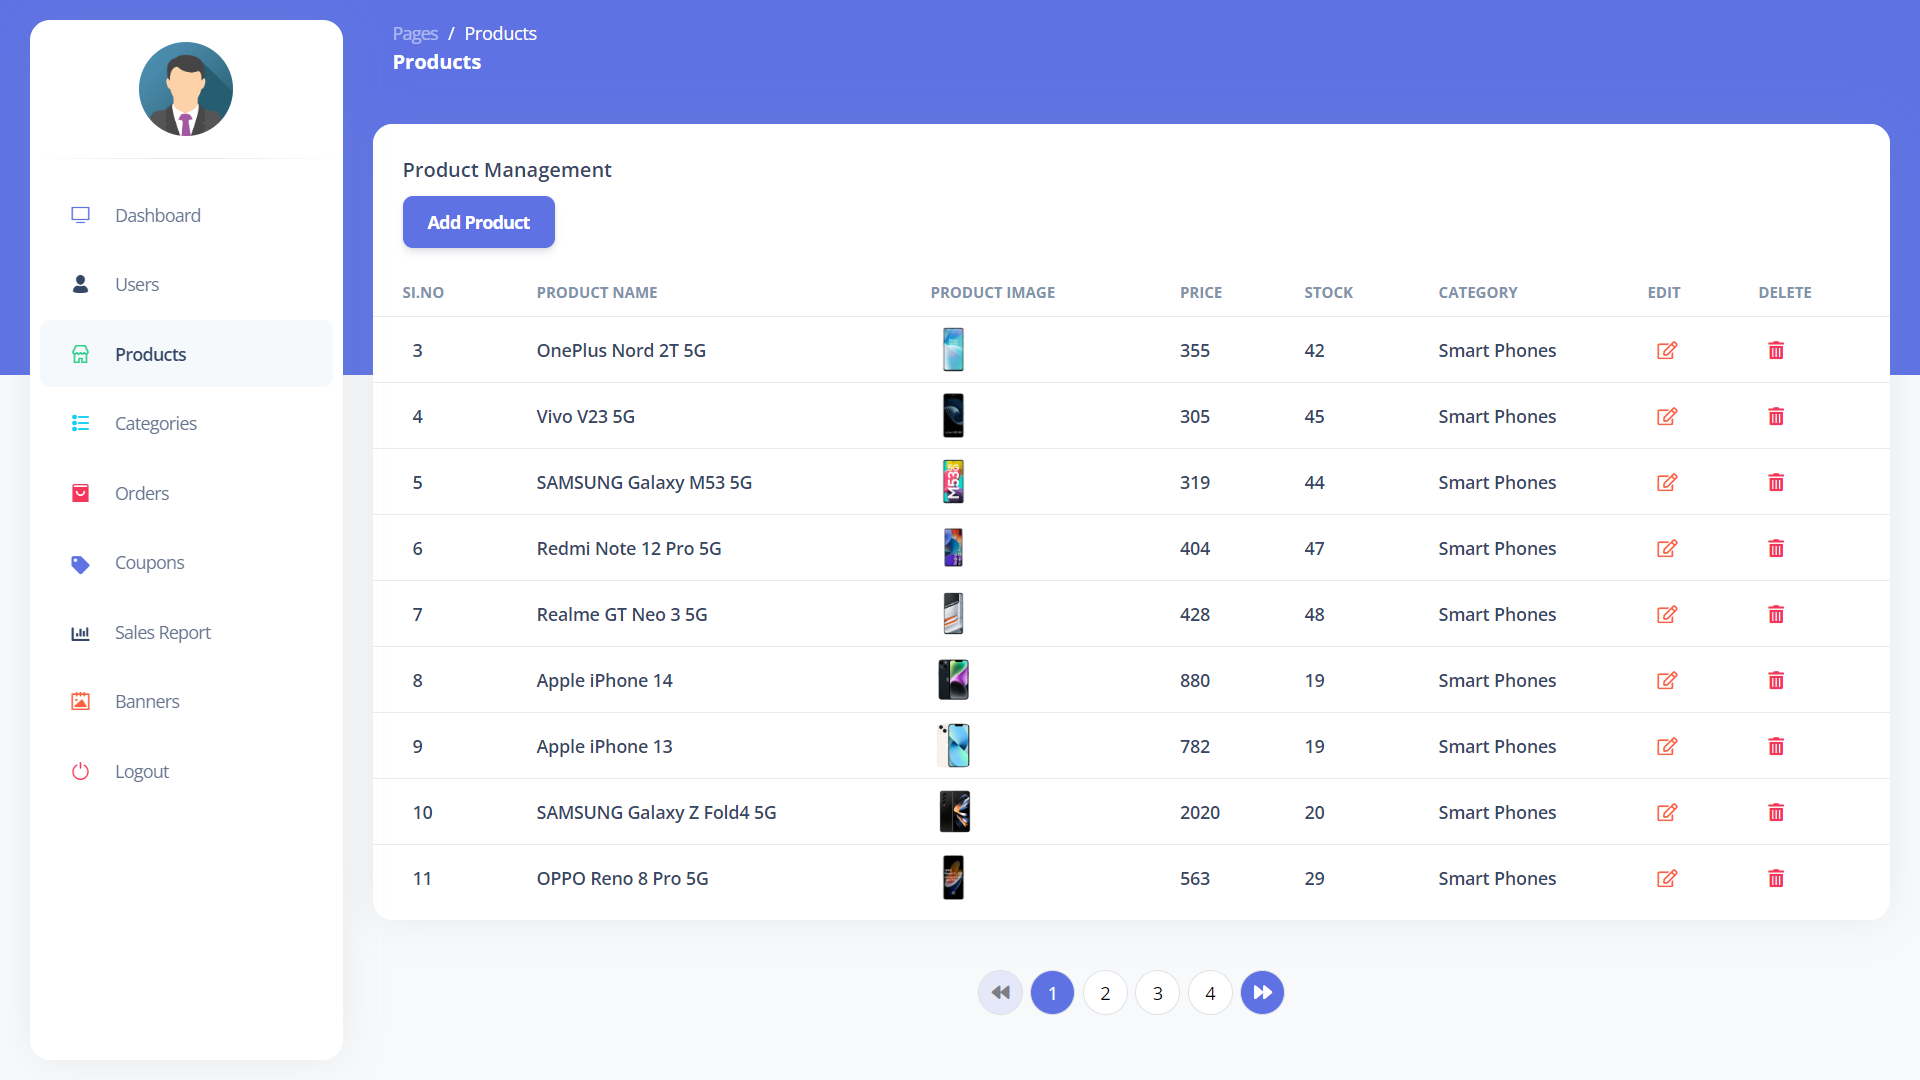 Pages / Products
Products
Dashboard
Users
Products
Categories
Orders
Coupons
Sales Report
Banners
Logout
Product Management
Add Product
SI.NO PRODUCT NAME PRODUCT IMAGE PRICE STOCK CATEGORY EDIT DELETE
3 OnePlus Nord 2T 5G 355 42 Smart Phones
4 Vivo V23 5G 305 45 Smart Phones
5 SAMSUNG Galaxy M53 5G M53 5G 319 44 Smart Phones
6 Redmi Note 12 Pro 5G 404 47 Smart Phones
7 Realme GT Neo 3 5G 428 48 Smart Phones
8 Apple iPhone 14 880 19 Smart Phones
9 Apple iPhone 13 782 19 Smart Phones
10 SAMSUNG Galaxy Z Fold4 5G 2020 20 Smart Phones
11 OPPO Reno 8 Pro 5G 563 29 Smart Phones
1 2 3 4